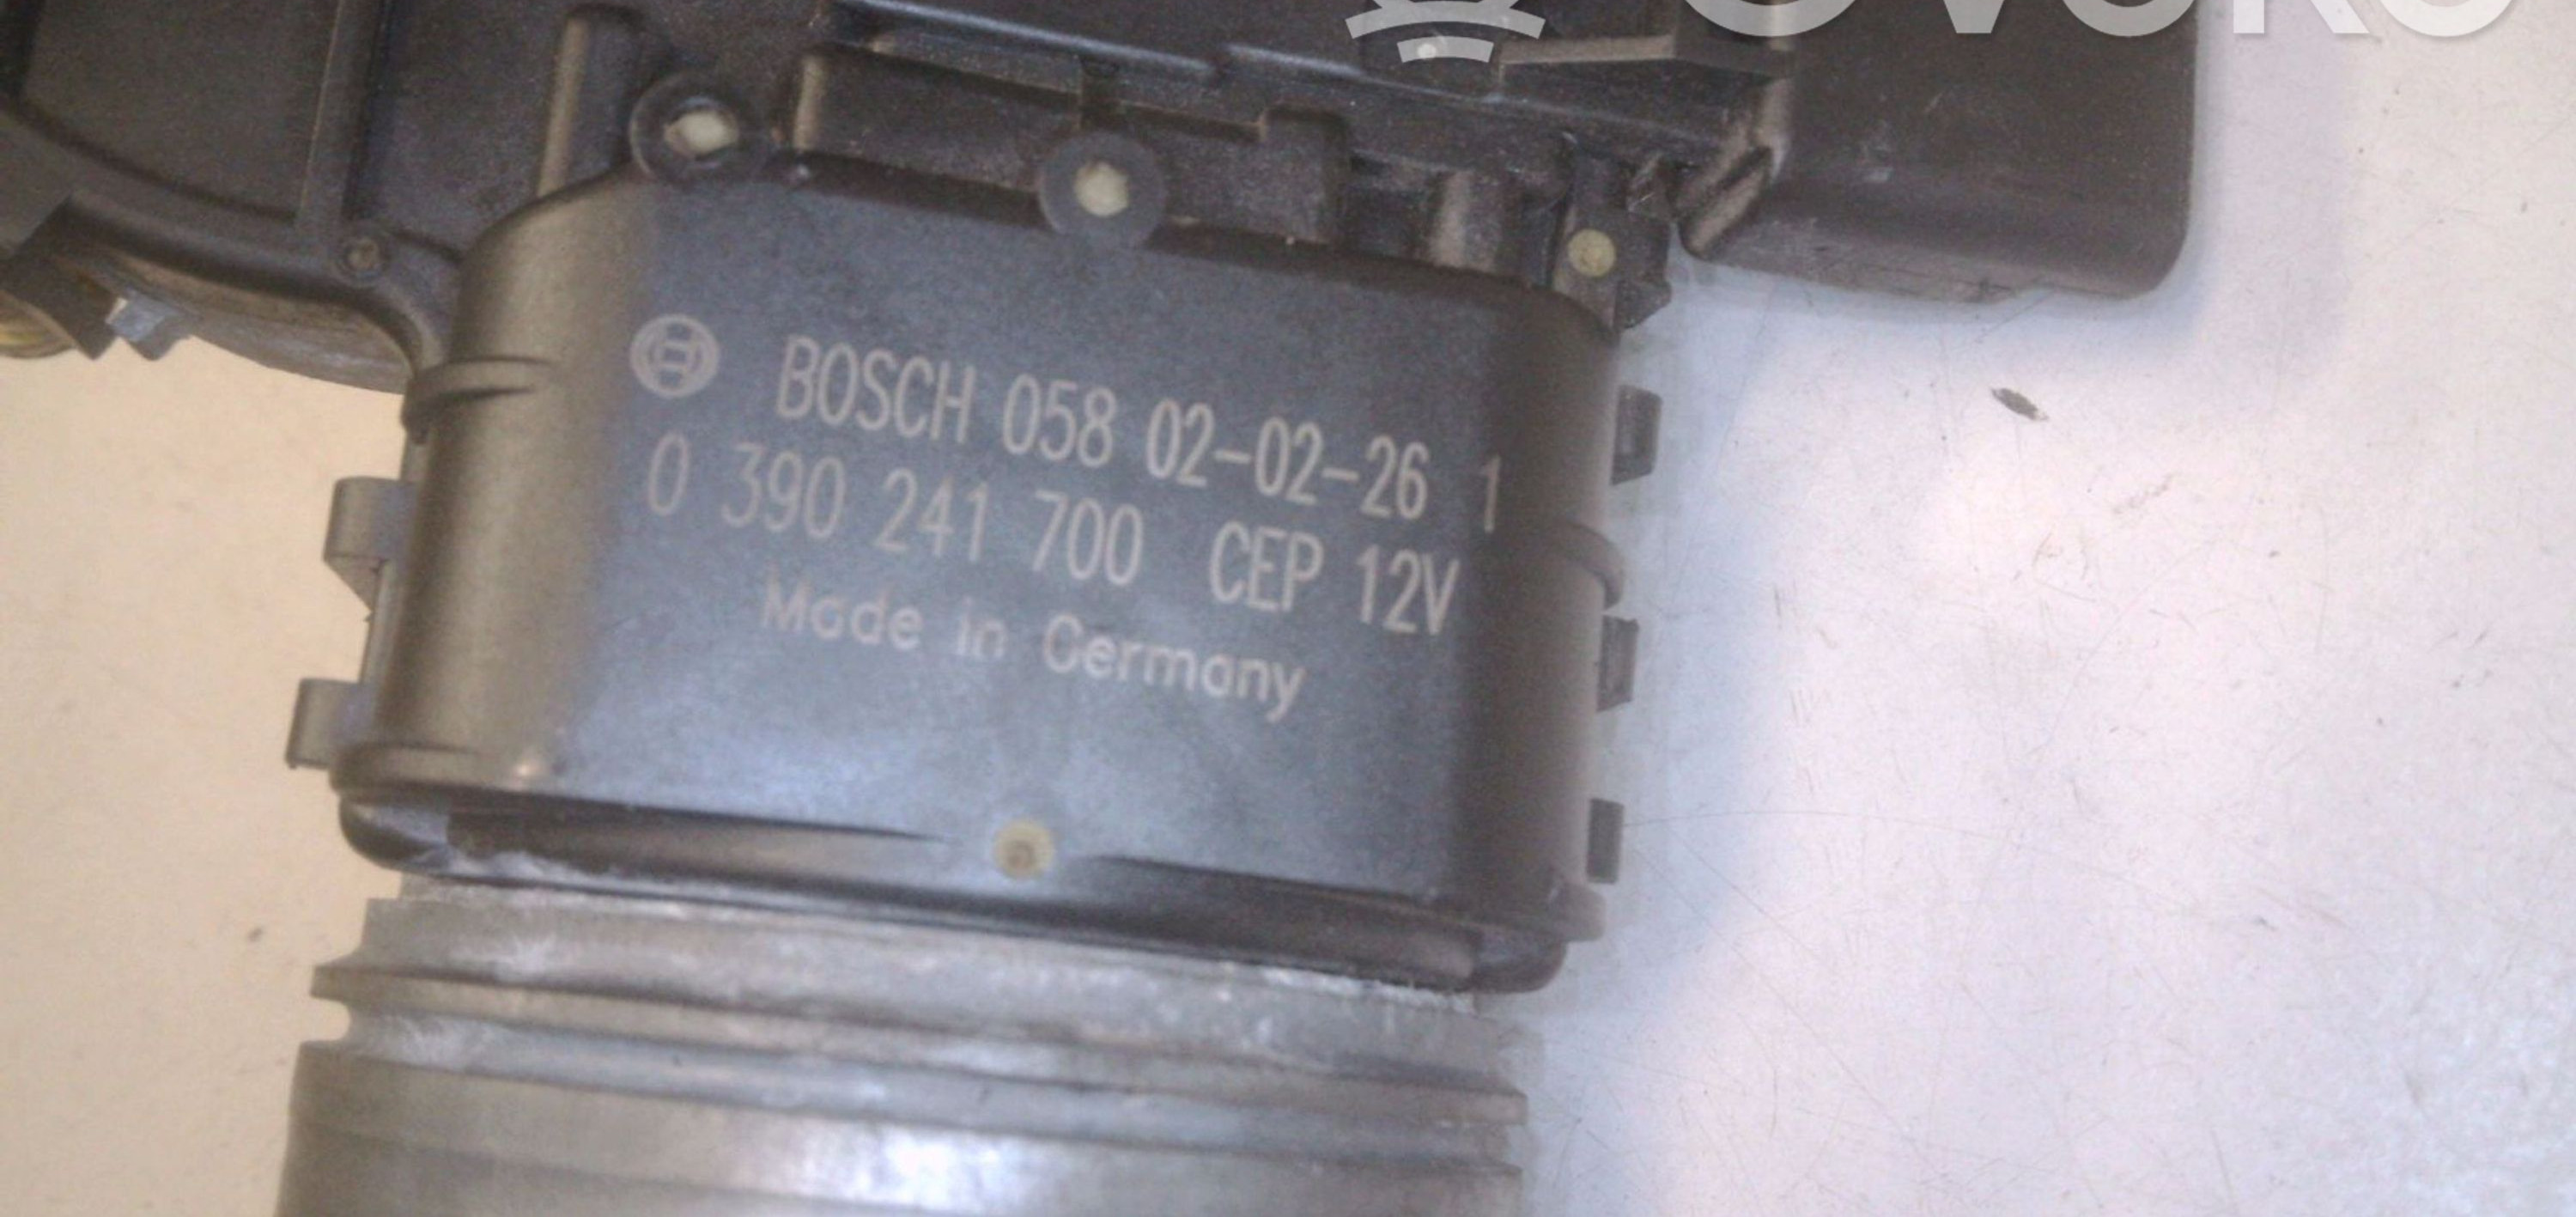 BOSCH 058 02-02-26 1
0 390 241 700 CEP 12V
Made in Germany